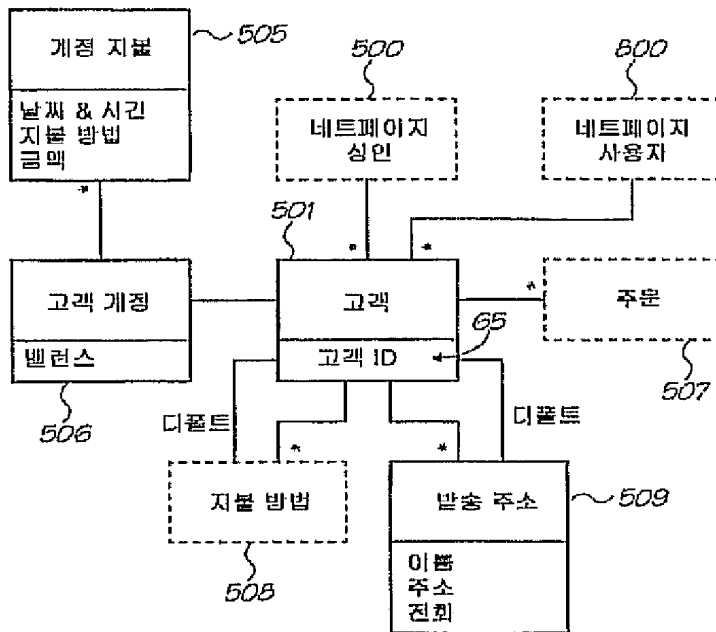 계정 지불
505
날짜 & 시간
지불 방법
금액
*
500
네트페이지
상인
800
네트페이지
사용자
501
*
*
고객 계정
밸런스
506
고객
고객 ID
65
*
주문
507
디폴트
디폴트
*
*
지불 방법
508
발송 주소
509
이름
주소
전화